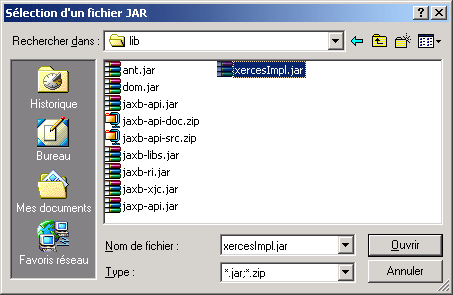 Sélection d'un fichier JAR
Rechercher dans :
lib
Historique
Bureau
Mes documents
Favoris réseau
ant.jar
dom.jar
jaxb-api.jar
jaxb-api-doc.zip
jaxb-api-src.zip
jaxb-libs.jar
jaxb-ri.jar
jaxb-xjc.jar
jaxp-api.jar
xercesImpl.jar
Nom de fichier :
xercesImpl.jar
Ouvrir
Type :
*.jar;*.zip
Annuler